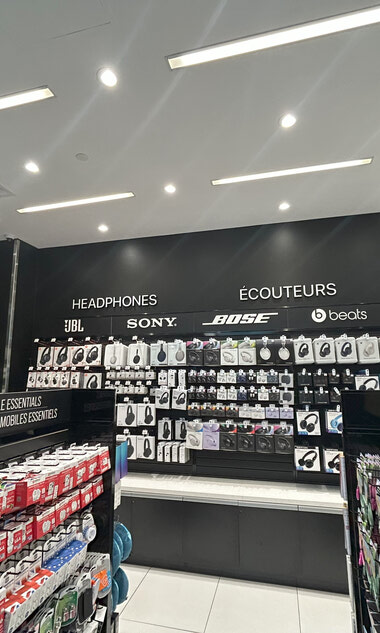 HEADPHONES
ÉCOUTEURS
JBL
SONY
BOSE
beats
E ESSENTIALS
MOBILES ESSENTIELS